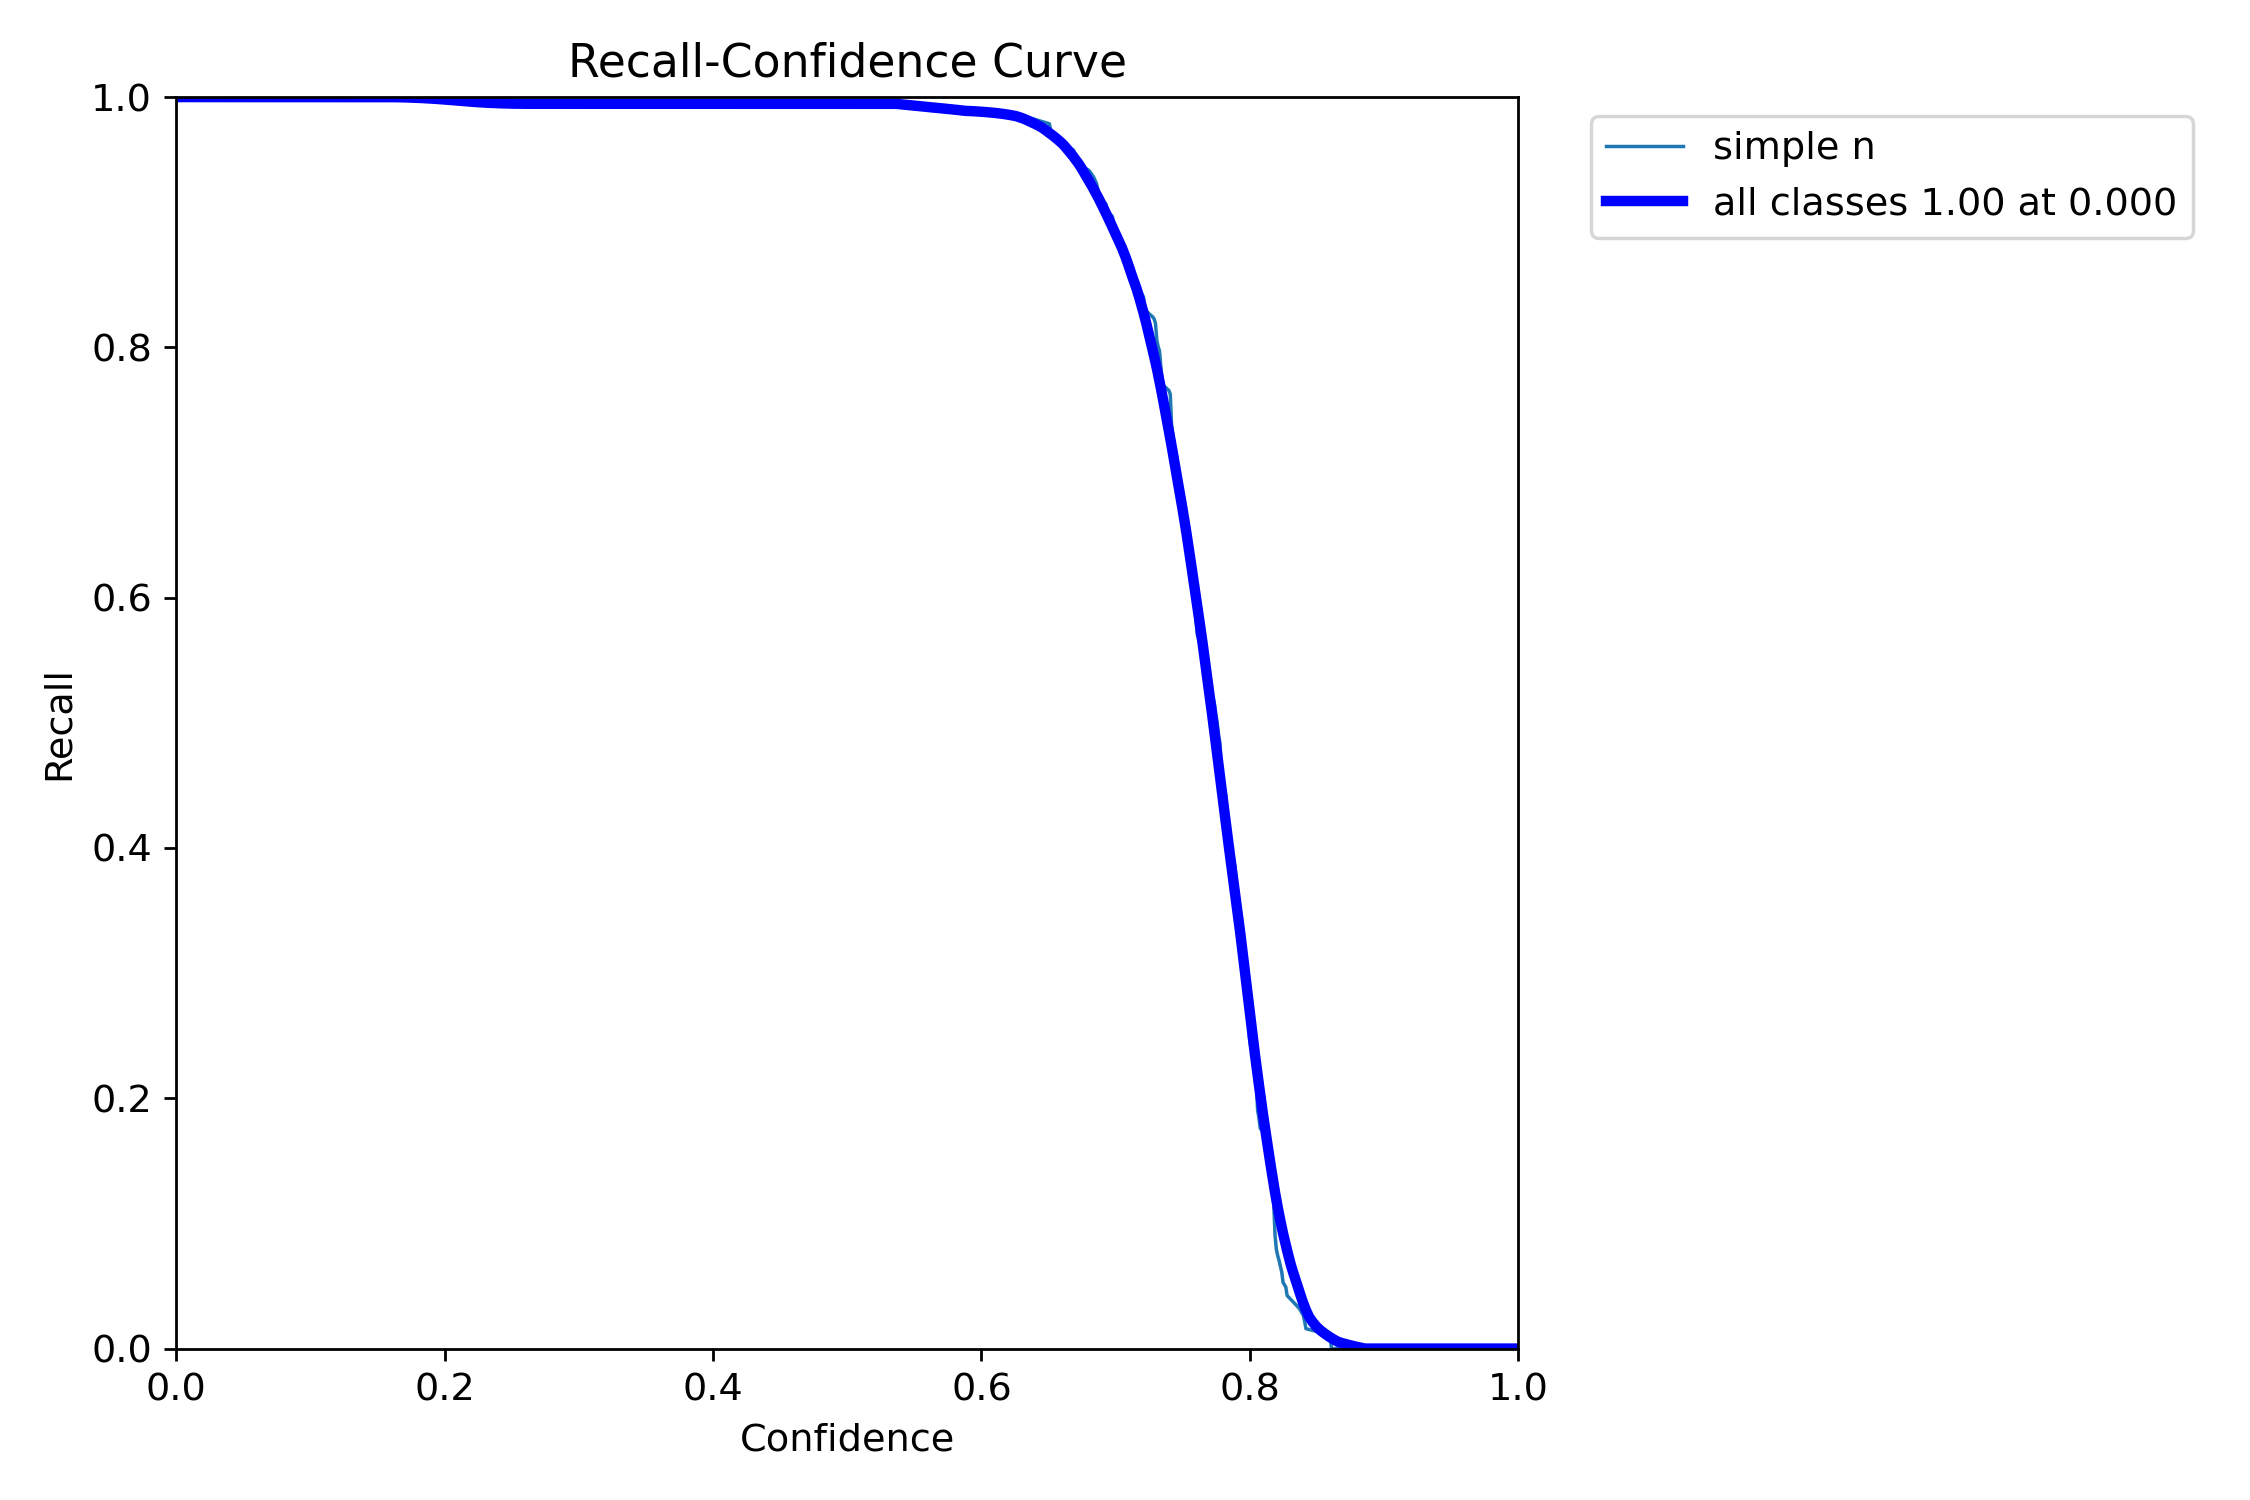 Recall-Confidence Curve
1.0
0.8
0.6
0.4
0.2
0.0
Recall
0.0 0.2 0.4 0.6 0.8 1.0
Confidence
simple n
all classes 1.00 at 0.000